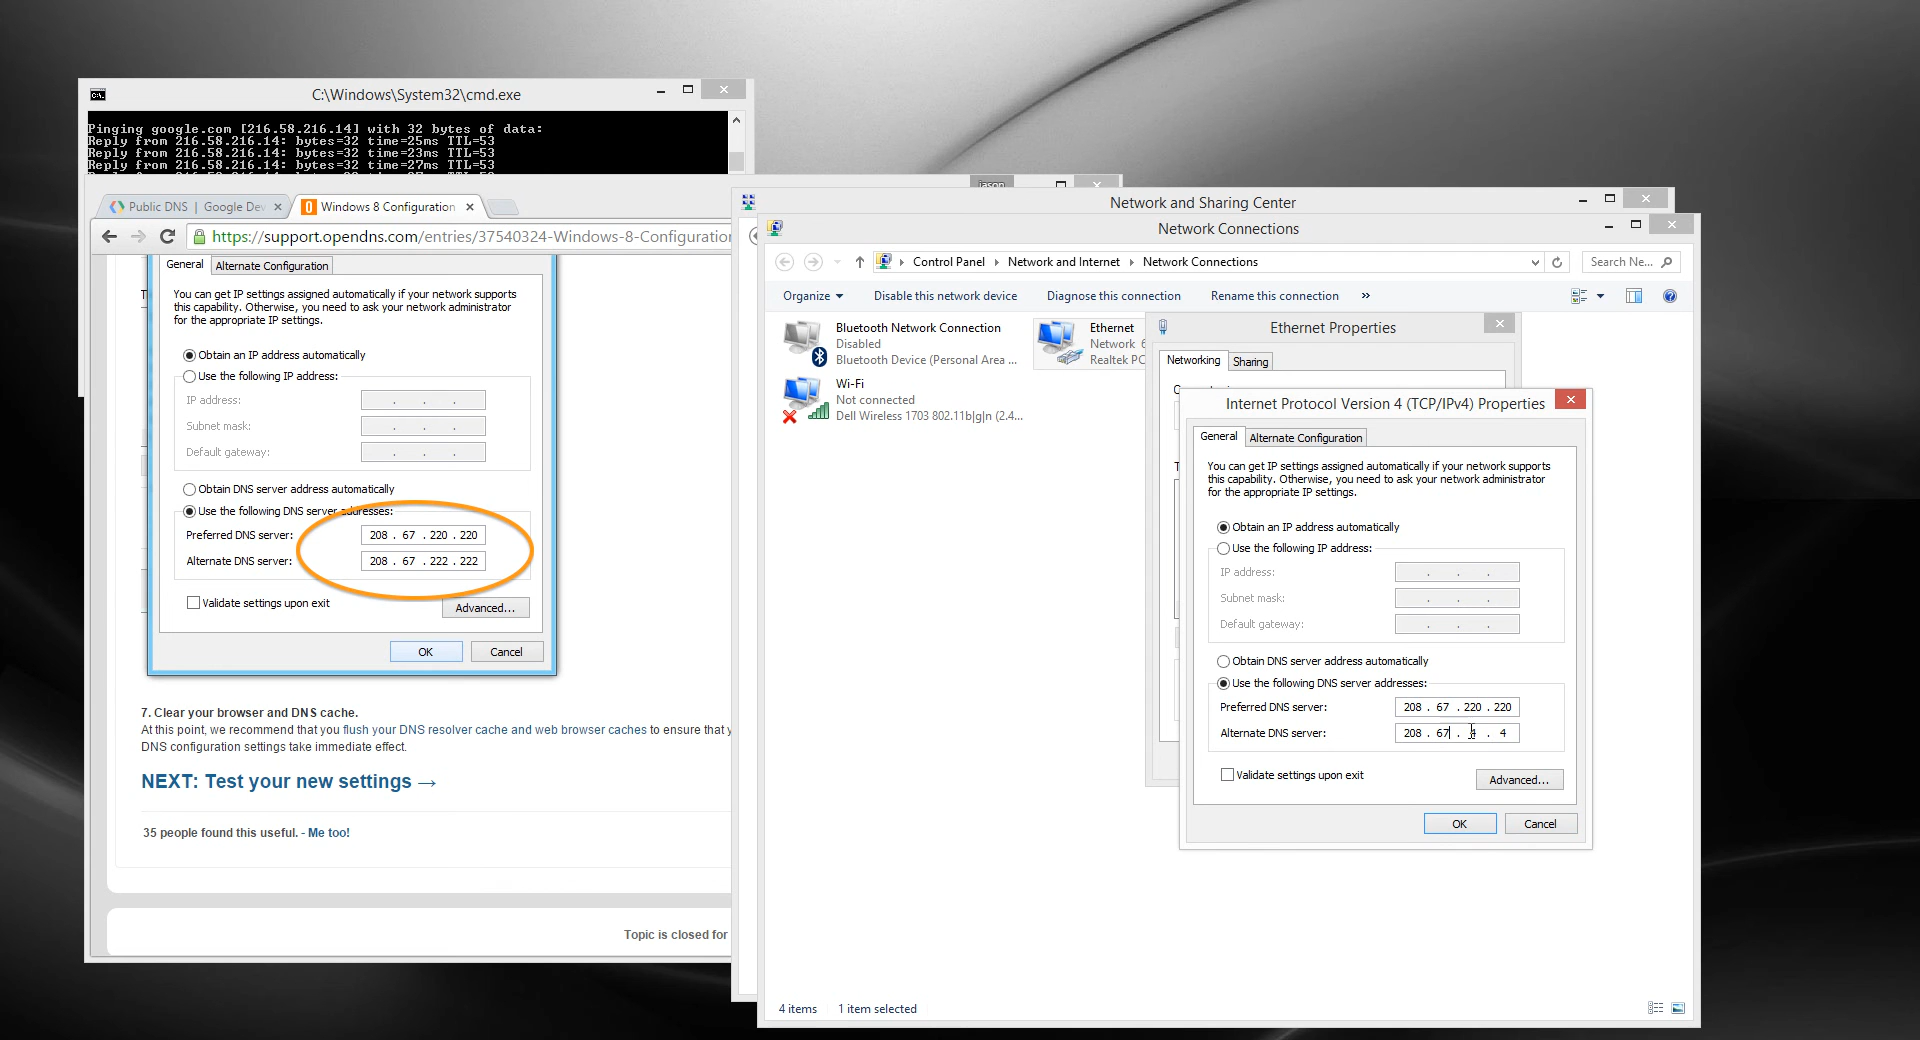 C:\Windows\System32\cmd.exe
Pinging google.com [216.58.216.14] with 32 bytes of data:
Reply from 216.58.216.14: bytes=32 time=25ms TTL=53
Reply from 216.58.216.14: bytes=32 time=23ms TTL=53
Reply from 216.58.216.14: bytes=32 time=27ms TTL=53
jason
Public DNS | Google Dev
Windows 8 Configuration
https://support.opendns.com/entries/37540324-Windows-8-Configuration
General
Alternate Configuration
You can get IP settings assigned automatically if your network supports
this capability. Otherwise, you need to ask your network administrator
for the appropriate IP settings.
Obtain an IP address automatically
Use the following IP address:
IP address:
Subnet mask:
Default gateway:
Obtain DNS server address automatically
Use the following DNS server addresses:
Preferred DNS server: 208 . 67 . 220 . 220
Alternate DNS server: 208 . 67 . 222 . 222
Validate settings upon exit
Advanced...
OK
Cancel
7. Clear your browser and DNS cache.
At this point, we recommend that you flush your DNS resolver cache and web browser caches to ensure that
DNS configuration settings take immediate effect.
NEXT: Test your new settings →
35 people found this useful. - Me too!
Topic is closed for
Network and Sharing Center
Network Connections
Control Panel
Network and Internet
Network Connections
Search Ne...
Organize
Disable this network device
Diagnose this connection
Rename this connection
»
Bluetooth Network Connection
Disabled
Bluetooth Device (Personal Area ...
Ethernet
Network 6
Realtek PC
Wi-Fi
Not connected
Dell Wireless 1703 802.11b|g|n (2.4...
Ethernet Properties
Networking
Sharing
Internet Protocol Version 4 (TCP/IPv4) Properties
General
Alternate Configuration
You can get IP settings assigned automatically if your network supports
this capability. Otherwise, you need to ask your network administrator
for the appropriate IP settings.
Obtain an IP address automatically
Use the following IP address:
IP address:
Subnet mask:
Default gateway:
Obtain DNS server address automatically
Use the following DNS server addresses:
Preferred DNS server: 208 . 67 . 220 . 220
Alternate DNS server: 208 . 67 . 4 . 4
Validate settings upon exit
Advanced...
OK
Cancel
4 items
1 item selected